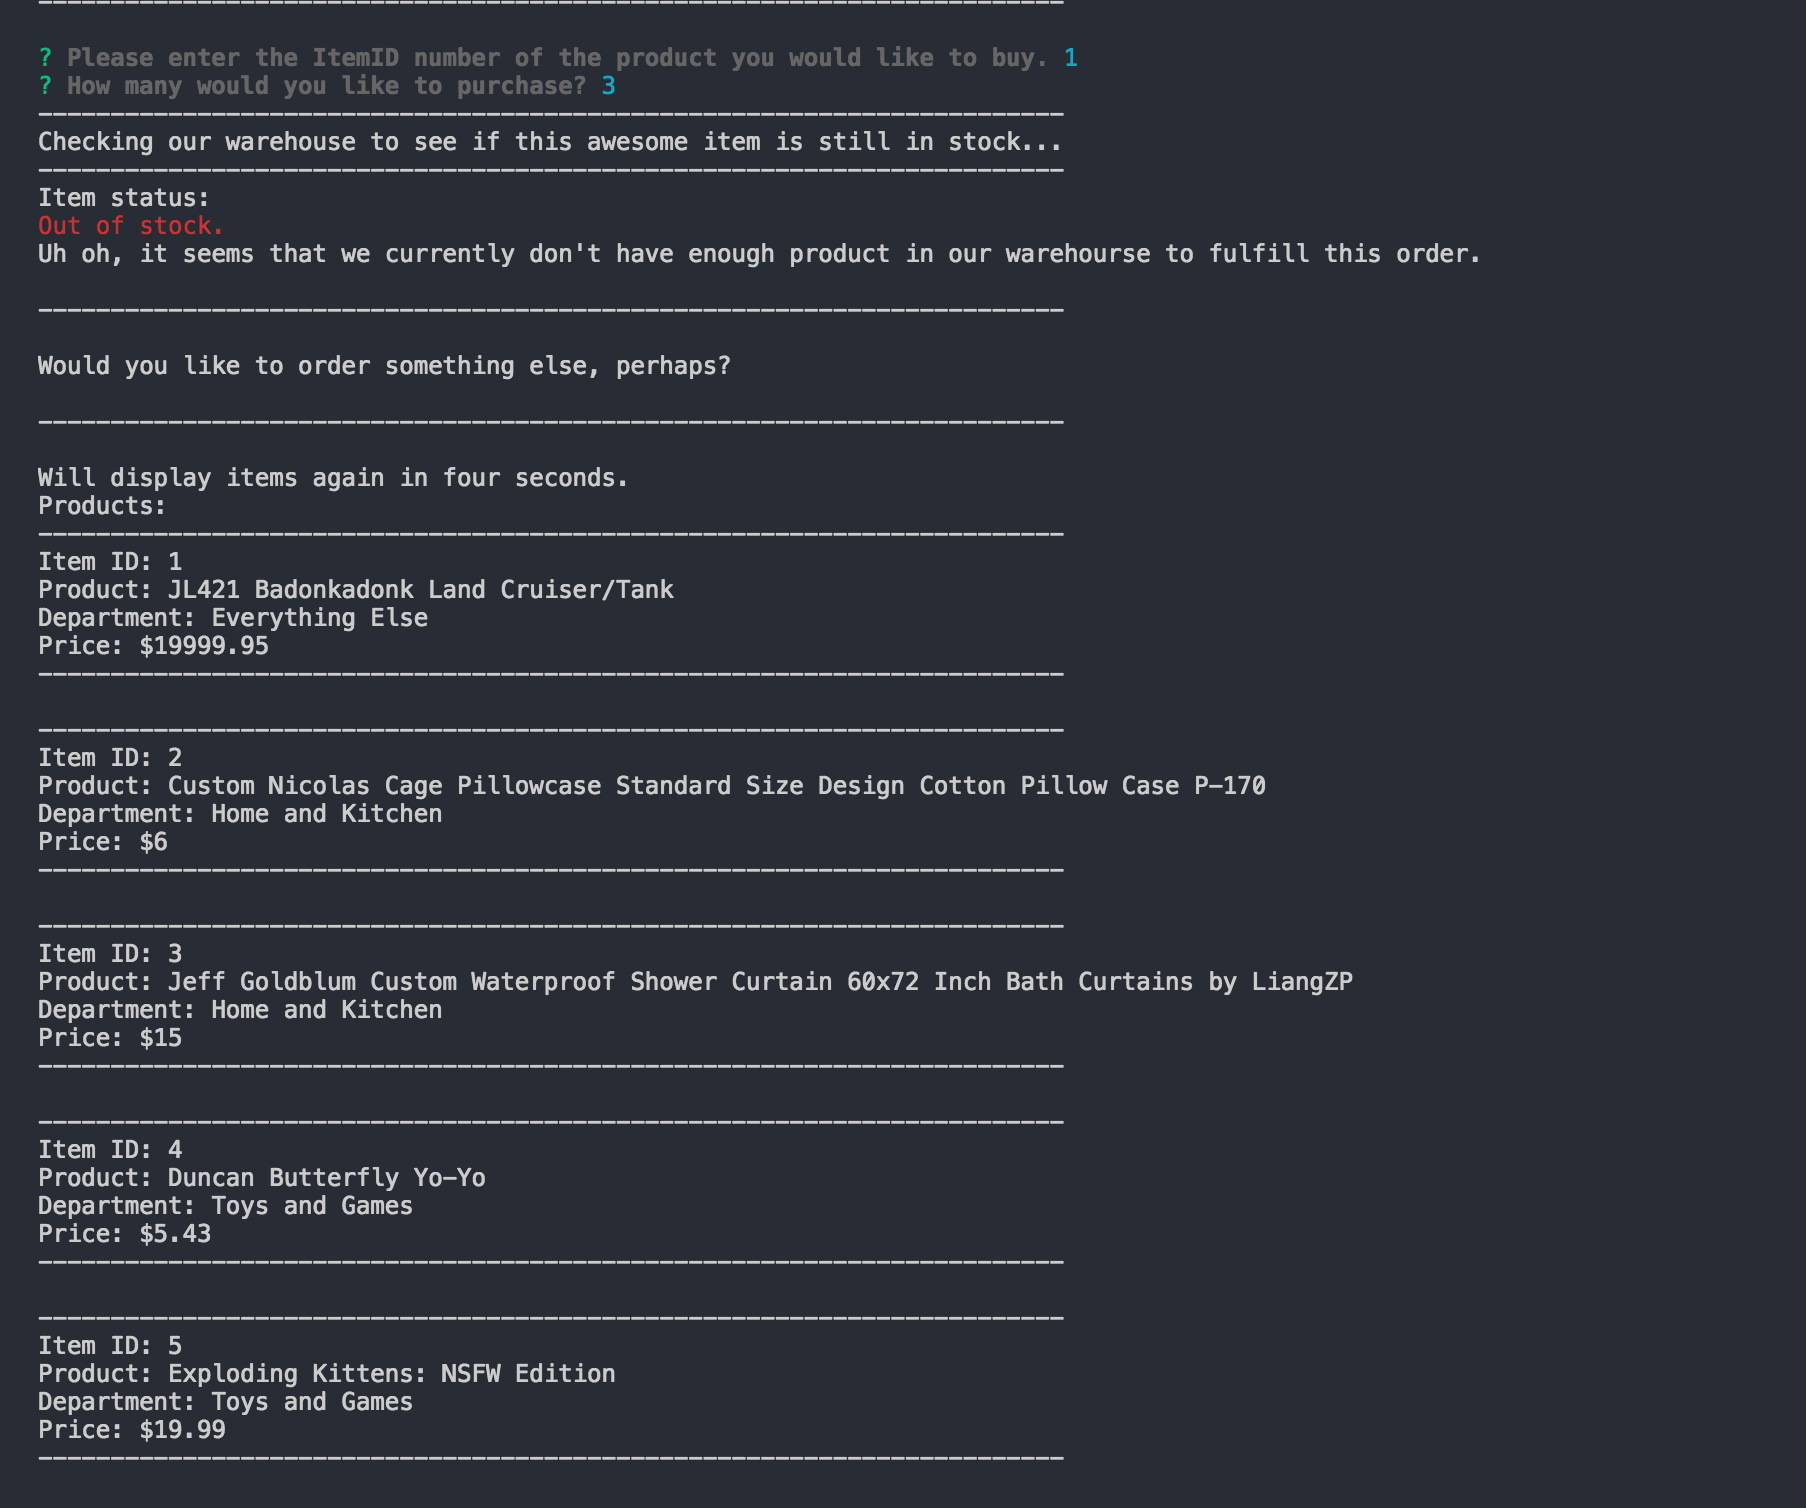 ? Please enter the ItemID number of the product you would like to buy. 1
? How many would you like to purchase? 3
-----------------------------------------------------------------------
Checking our warehouse to see if this awesome item is still in stock...
-----------------------------------------------------------------------
Item status:
Out of stock.
Uh oh, it seems that we currently don't have enough product in our warehourse to fulfill this order.
-----------------------------------------------------------------------
Would you like to order something else, perhaps?
-----------------------------------------------------------------------
Will display items again in four seconds.
Products:
-----------------------------------------------------------------------
Item ID: 1
Product: JL421 Badonkadonk Land Cruiser/Tank
Department: Everything Else
Price: $19999.95
-----------------------------------------------------------------------
-----------------------------------------------------------------------
Item ID: 2
Product: Custom Nicolas Cage Pillowcase Standard Size Design Cotton Pillow Case P-170
Department: Home and Kitchen
Price: $6
-----------------------------------------------------------------------
-----------------------------------------------------------------------
Item ID: 3
Product: Jeff Goldblum Custom Waterproof Shower Curtain 60x72 Inch Bath Curtains by LiangZP
Department: Home and Kitchen
Price: $15
-----------------------------------------------------------------------
-----------------------------------------------------------------------
Item ID: 4
Product: Duncan Butterfly Yo-Yo
Department: Toys and Games
Price: $5.43
-----------------------------------------------------------------------
-----------------------------------------------------------------------
Item ID: 5
Product: Exploding Kittens: NSFW Edition
Department: Toys and Games
Price: $19.99
-----------------------------------------------------------------------